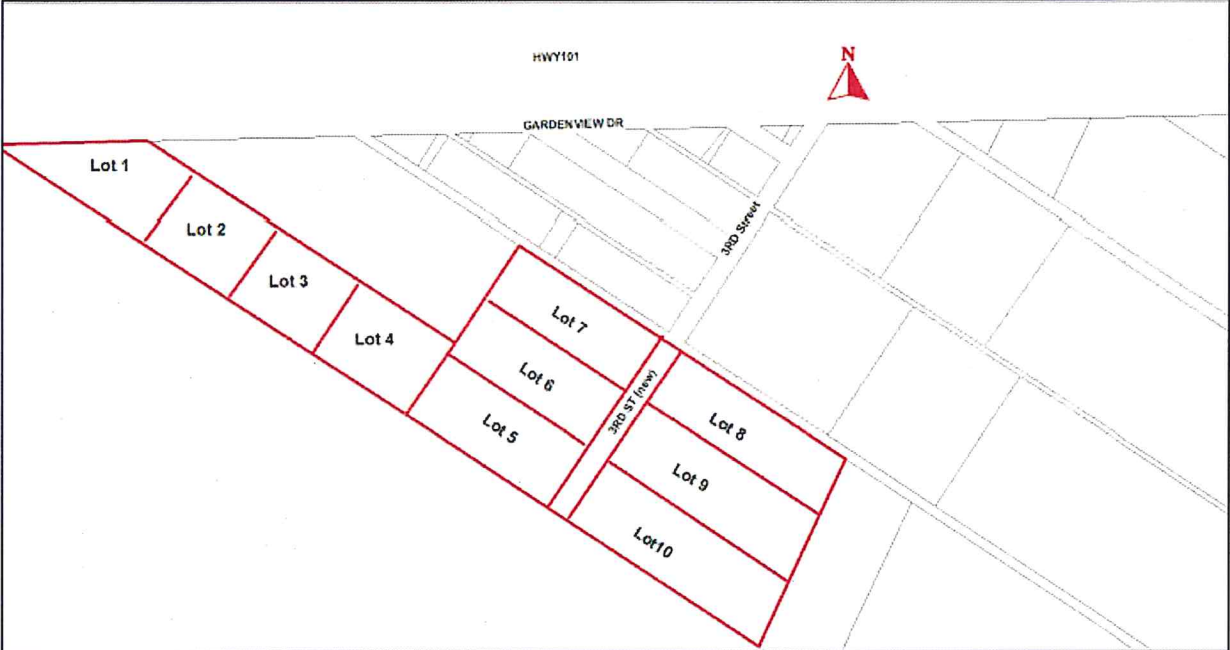 HWY101
N
GARDENVIEW DR
Lot 1
Lot 2
Lot 3
Lot 4
3RD Street
Lot 7
Lot 6
Lot 5
3RD ST (new)
Lot 8
Lot 9
Lot10